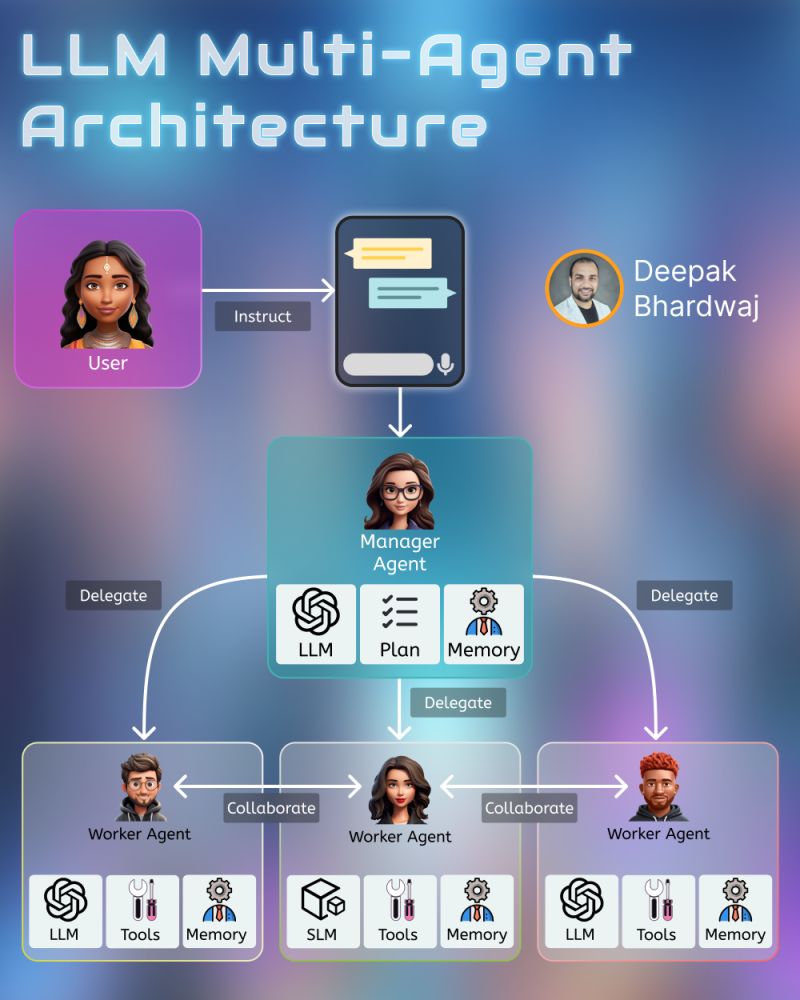 LLM Multi-Agent
Architecture
User
Instruct
Deepak
Bhardwaj
Manager
Agent
LLM
Plan
Memory
Delegate
Delegate
Delegate
Worker Agent
Collaborate
Worker Agent
Collaborate
Worker Agent
LLM
Tools
Memory
SLM
Tools
Memory
LLM
Tools
Memory